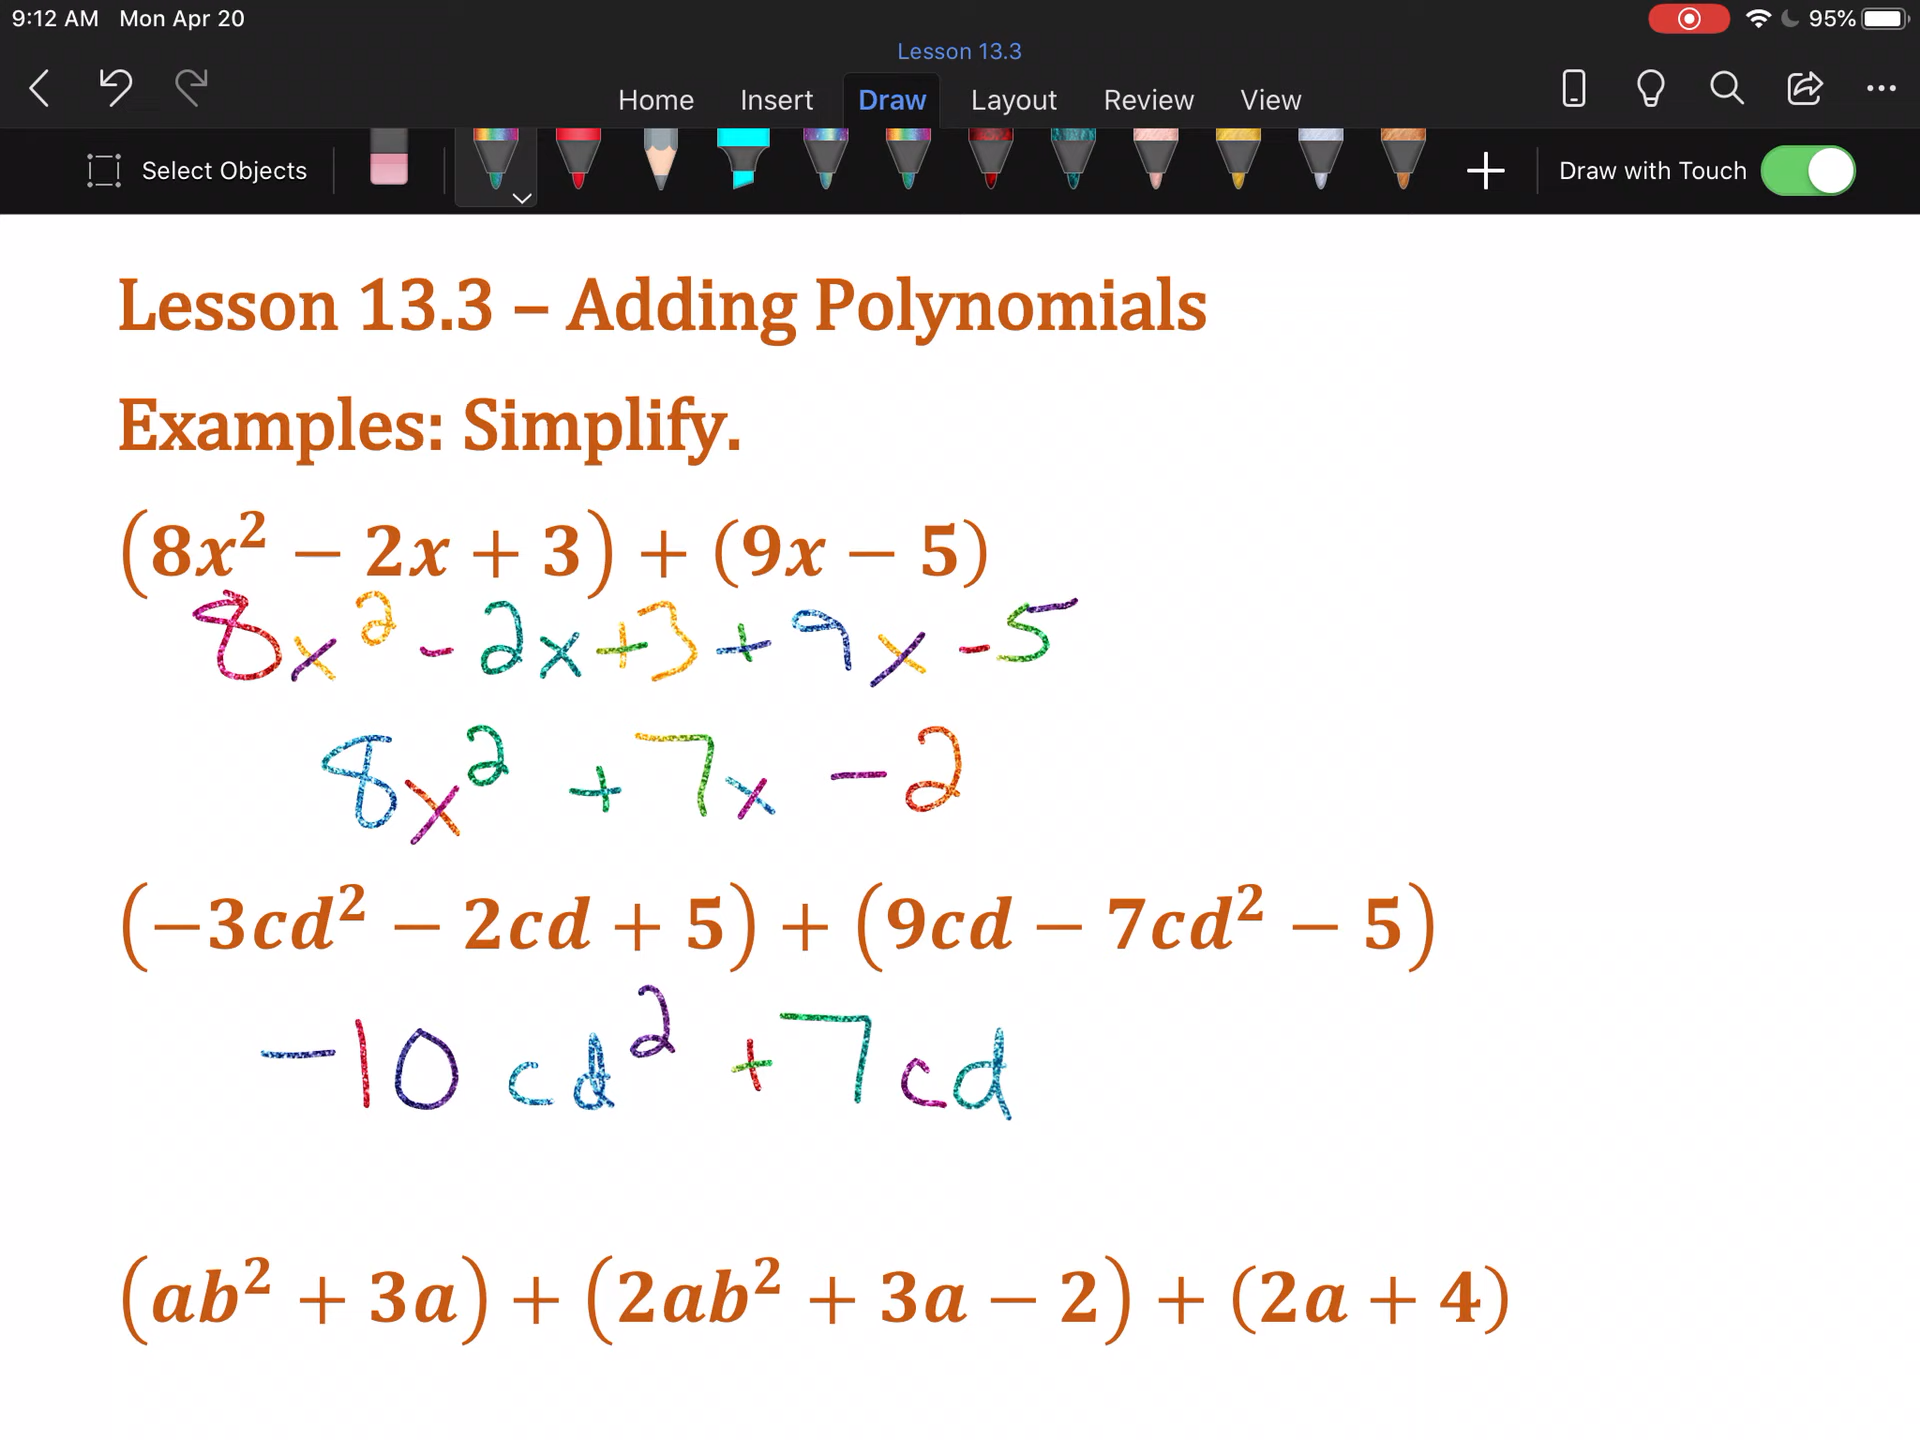 9:12 AM Mon Apr 20 95%
Lesson 13.3
Home Insert Draw Layout Review View
Select Objects Draw with Touch
Lesson 13.3 – Adding Polynomials
Examples: Simplify.
(8x² − 2x + 3) + (9x − 5)
8x² - 2x + 3 + 9x - 5
8x² + 7x - 2
(−3cd² − 2cd + 5) + (9cd − 7cd² − 5)
-10 cd² + 7cd
(ab² + 3a) + (2ab² + 3a − 2) + (2a + 4)